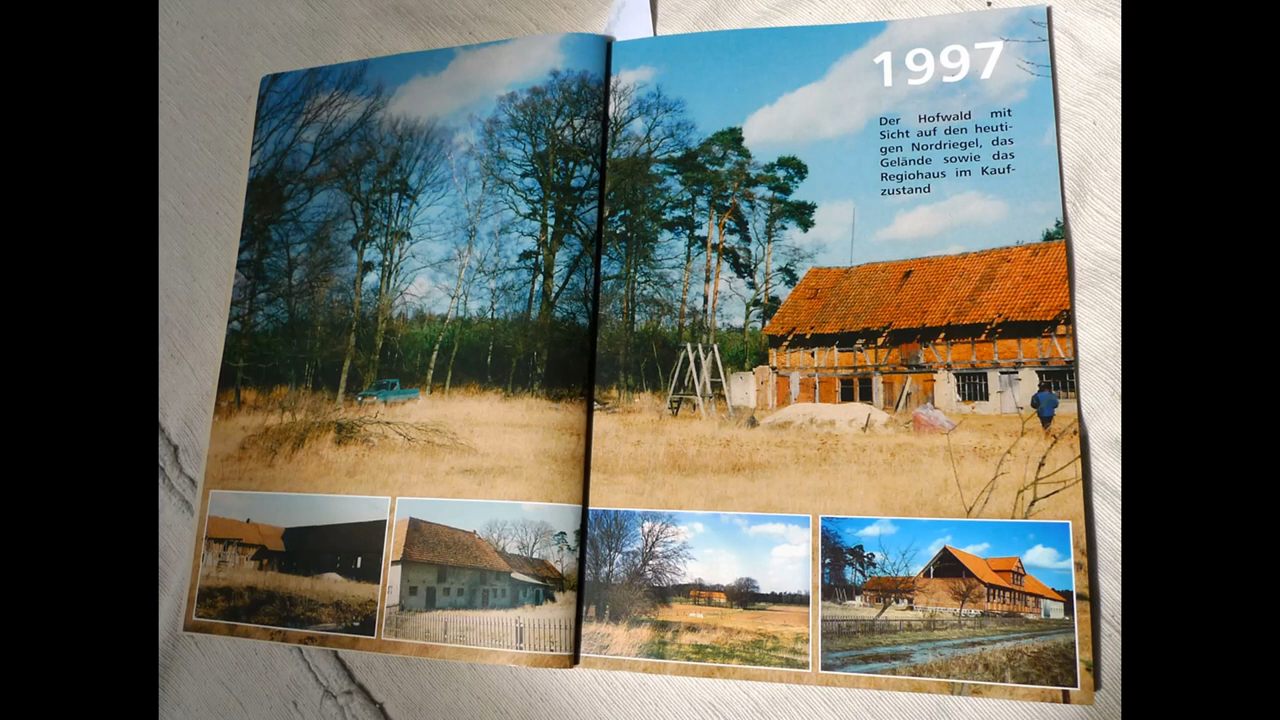 1997
Der Hofwald mit
Sicht auf den heuti-
gen Nordriegel, das
Gelände sowie das
Regiohaus im Kauf-
zustand